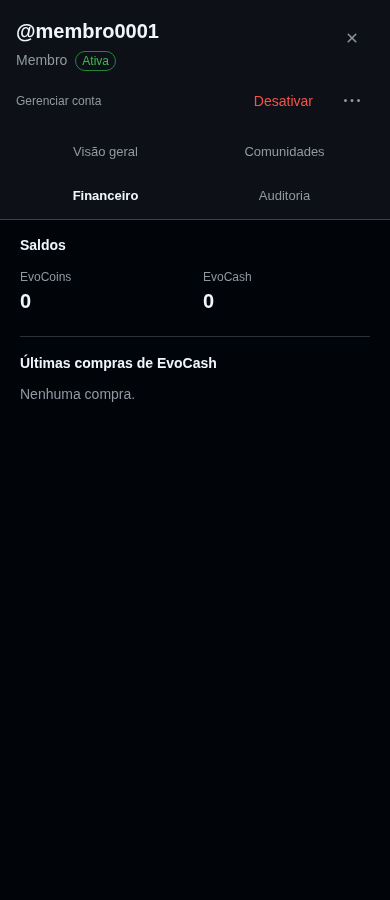 @membro0001
Membro Ativa
Gerenciar conta Desativar
Visão geral Comunidades
Financeiro Auditoria
Saldos
EvoCoins EvoCash
0 0
Últimas compras de EvoCash
Nenhuma compra.